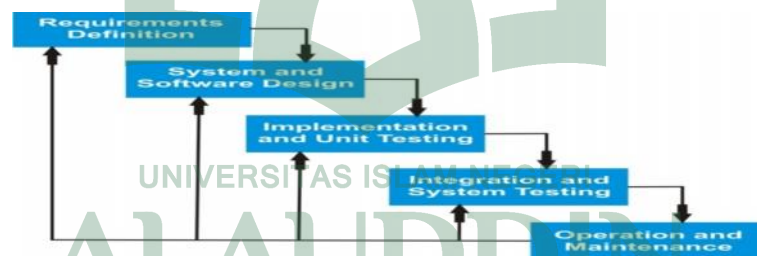 Requirements
Definition
System and
Software Design
Implementation
and Unit Testing
UNIVERSITAS ISLAM NEGERI
Integration and
System Testing
ALAUDDIN
Operation and
Maintenance